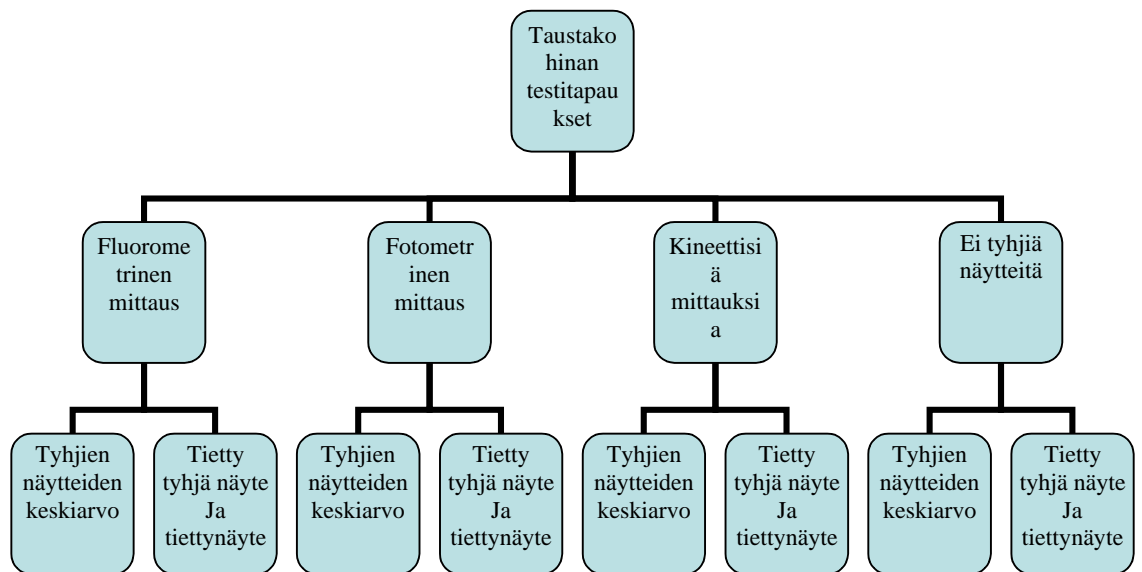 Taustako
hinan
testitapau
kset
Fluorome
trinen
mittaus
Fotometr
inen
mittaus
Kineettisi
ä
mittauksi
a
Ei tyhjiä
näytteitä
Tyhjien
näytteiden
keskiarvo
Tietty
tyhjä näyte
Ja
tiettynäyte
Tyhjien
näytteiden
keskiarvo
Tietty
tyhjä näyte
Ja
tiettynäyte
Tyhjien
näytteiden
keskiarvo
Tietty
tyhjä näyte
Ja
tiettynäyte
Tyhjien
näytteiden
keskiarvo
Tietty
tyhjä näyte
Ja
tiettynäyte